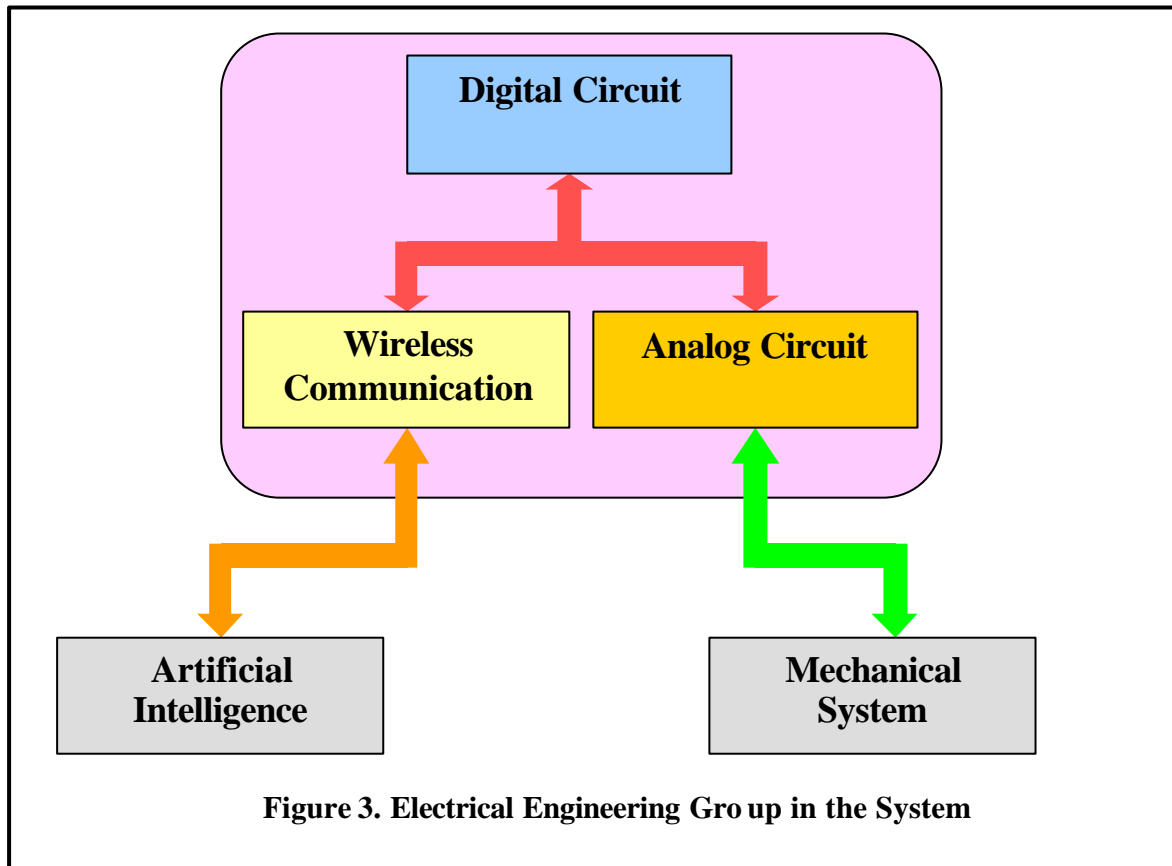 Digital Circuit
Wireless
Communication
Analog Circuit
Artificial
Intelligence
Mechanical
System
Figure 3. Electrical Engineering Gro up in the System